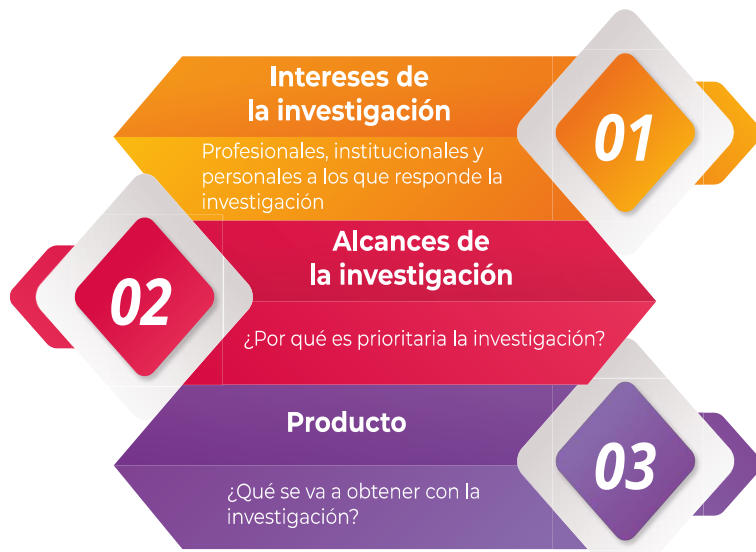 Intereses de
la investigación
01
Profesionales, institucionales y
personales a los que responde la
investigación
Alcances de
la investigación
02
¿Por qué es prioritaria la investigación?
Producto
03
¿Qué se va a obtener con la
investigación?